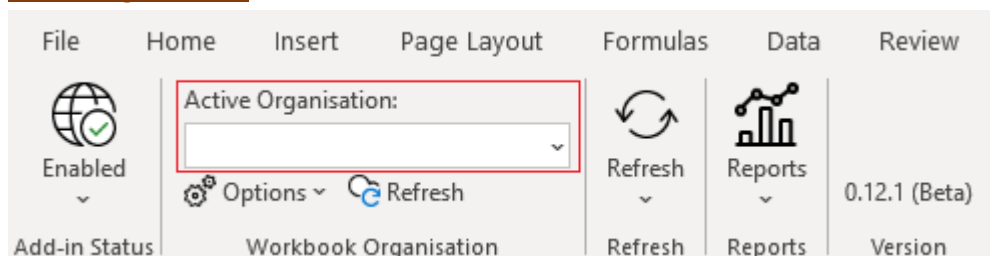 File Home Insert Page Layout Formulas Data Review
Active Organisation:
Enabled
Options Refresh
Refresh
Reports
0.12.1 (Beta)
Add-in Status Workbook Organisation Refresh Reports Version